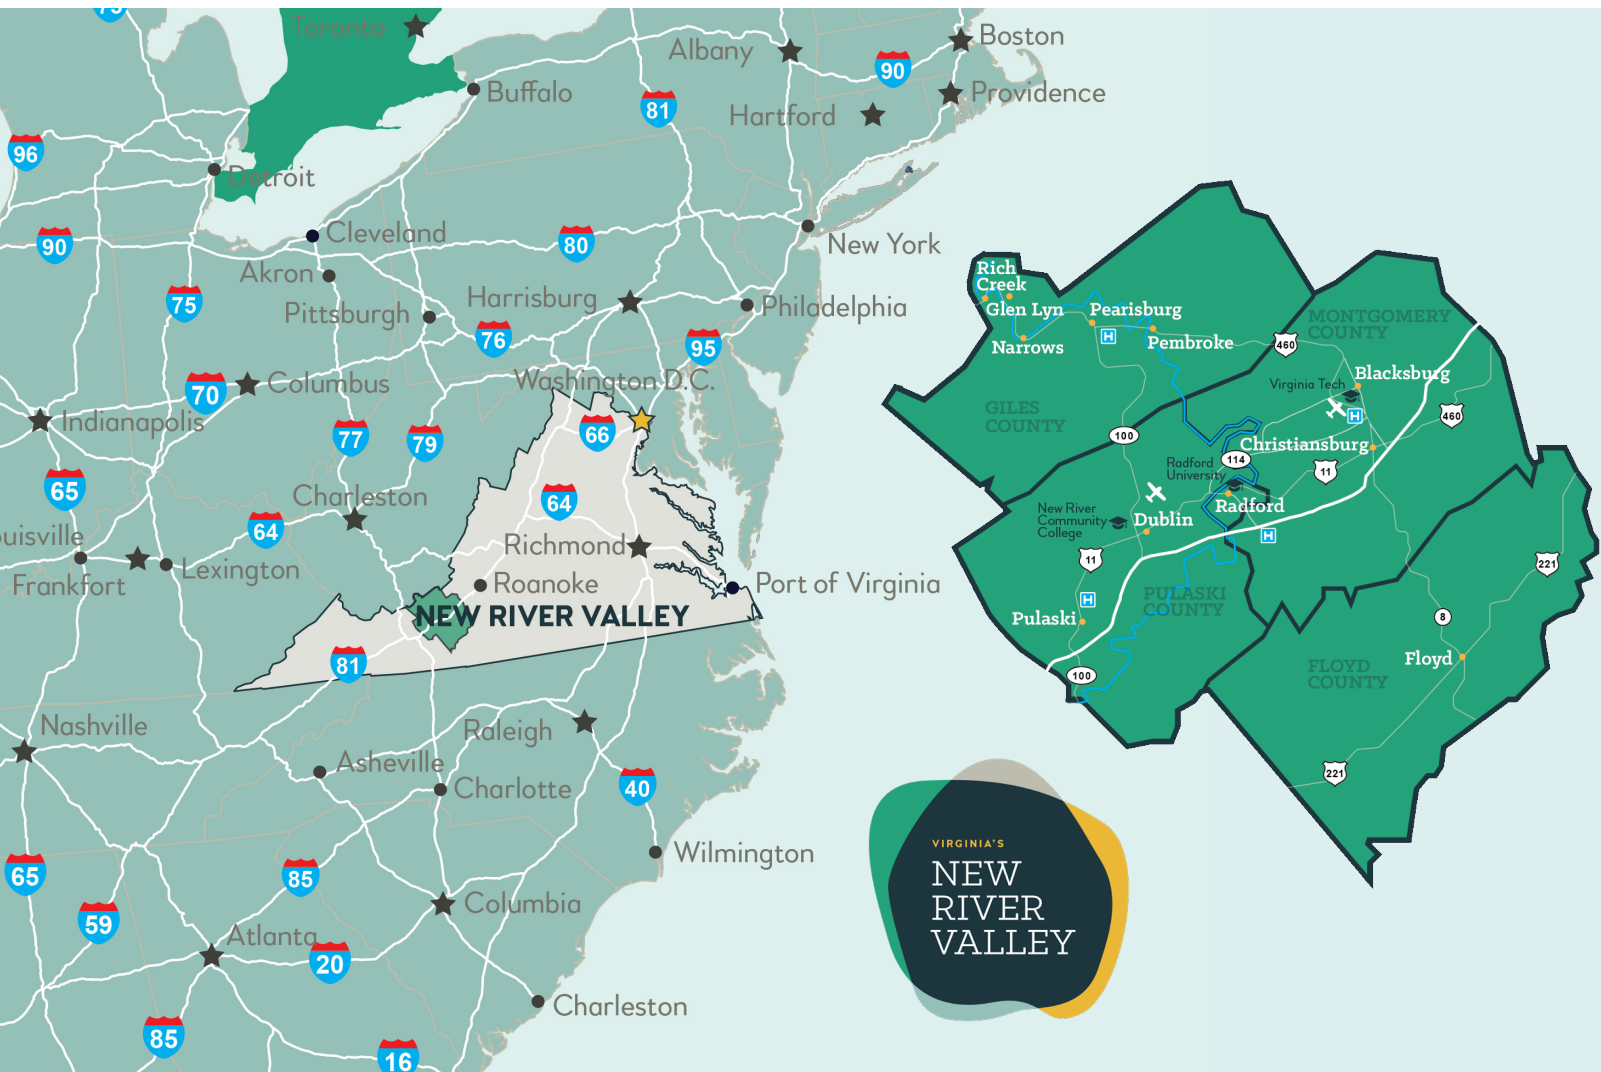 75
Toronto
Albany
90
Boston
Buffalo
81
Hartford
Providence
96
Detroit
90
Cleveland
80
New York
Akron
75
Pittsburgh
Harrisburg
76
95
Philadelphia
70
Columbus
Washington D.C.
Indianapolis
77
79
66
65
Charleston
64
64
ouisville
Richmond
Frankfort
Lexington
Roanoke
Port of Virginia
NEW RIVER VALLEY
81
Nashville
Raleigh
Asheville
Charlotte
40
Wilmington
65
85
59
Columbia
Atlanta
20
Charleston
85
16
Rich
Creek
Glen Lyn
Narrows
Pearisburg
H
Pembroke
460
MONTGOMERY
COUNTY
GILES
COUNTY
100
Virginia Tech
Blacksburg
H
460
Christiansburg
114
11
Radford
University
Radford
H
New River
Community
College
Dublin
11
H
PULASKI
COUNTY
Pulaski
100
221
8
Floyd
FLOYD
COUNTY
221
VIRGINIA'S
NEW
RIVER
VALLEY